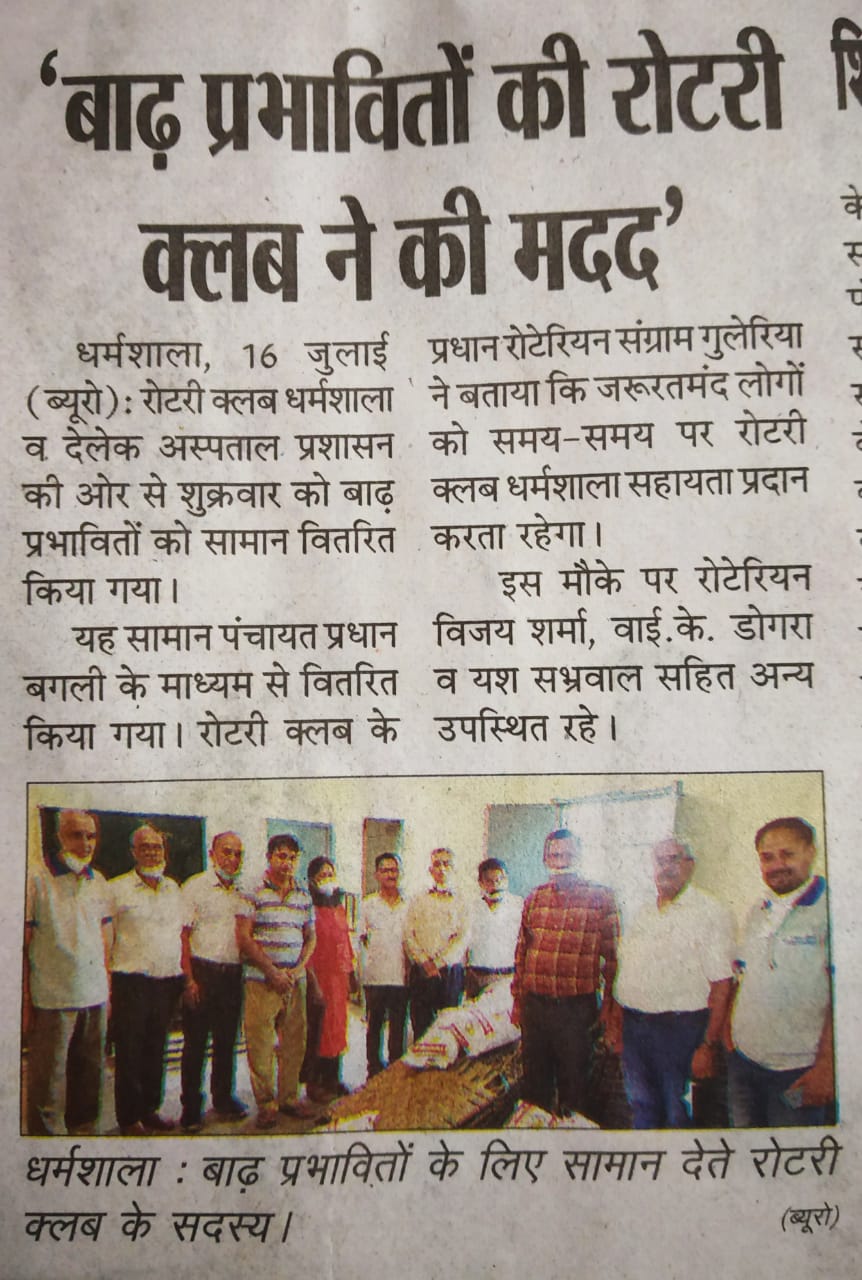 ‘बाढ़ प्रभावितों की रोटरी
क्लब ने की मदद’
धर्मशाला, 16 जुलाई
(ब्यूरो): रोटरी क्लब धर्मशाला
व देलेक अस्पताल प्रशासन
की ओर से शुक्रवार को बाढ़
प्रभावितों को सामान वितरित
किया गया।
यह सामान पंचायत प्रधान
बगली के माध्यम से वितरित
किया गया। रोटरी क्लब के
प्रधान रोटेरियन संग्राम गुलेरिया
ने बताया कि जरूरतमंद लोगों
को समय-समय पर रोटरी
क्लब धर्मशाला सहायता प्रदान
करता रहेगा।
इस मौके पर रोटेरियन
विजय शर्मा, वाई.के. डोगरा
व यश सभ्रवाल सहित अन्य
उपस्थित रहे।
धर्मशाला : बाढ़ प्रभावितों के लिए सामान देते रोटरी
क्लब के सदस्य।
(ब्यूरो)